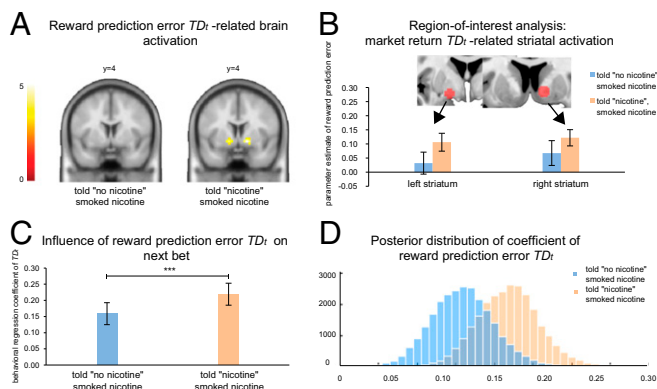 A
Reward prediction error TDt -related brain
activation
y=4
y=4
5
0
told "no nicotine"
smoked nicotine
told "nicotine"
smoked nicotine
B
Region-of-interest analysis:
market return TDt -related striatal activation
parameter estimate of reward prediction error
0.30
0.25
0.20
0.15
0.10
0.05
0.00
-0.05
left striatum
right striatum
told "no nicotine"
smoked nicotine
told "nicotine",
smoked nicotine
C
Influence of reward prediction error TDt on
next bet
behavioral regression coefficient of TD
0.30
0.25
0.20
0.15
0.10
0.05
0.00
***
told "no nicotine"
smoked nicotine
told "nicotine"
smoked nicotine
D
Posterior distribution of coefficient of
reward prediction error TDt
told "no nicotine"
smoked nicotine
told "nicotine"
smoked nicotine
3000
2000
1000
0
0
0.05
0.10
0.15
0.20
0.25
0.30